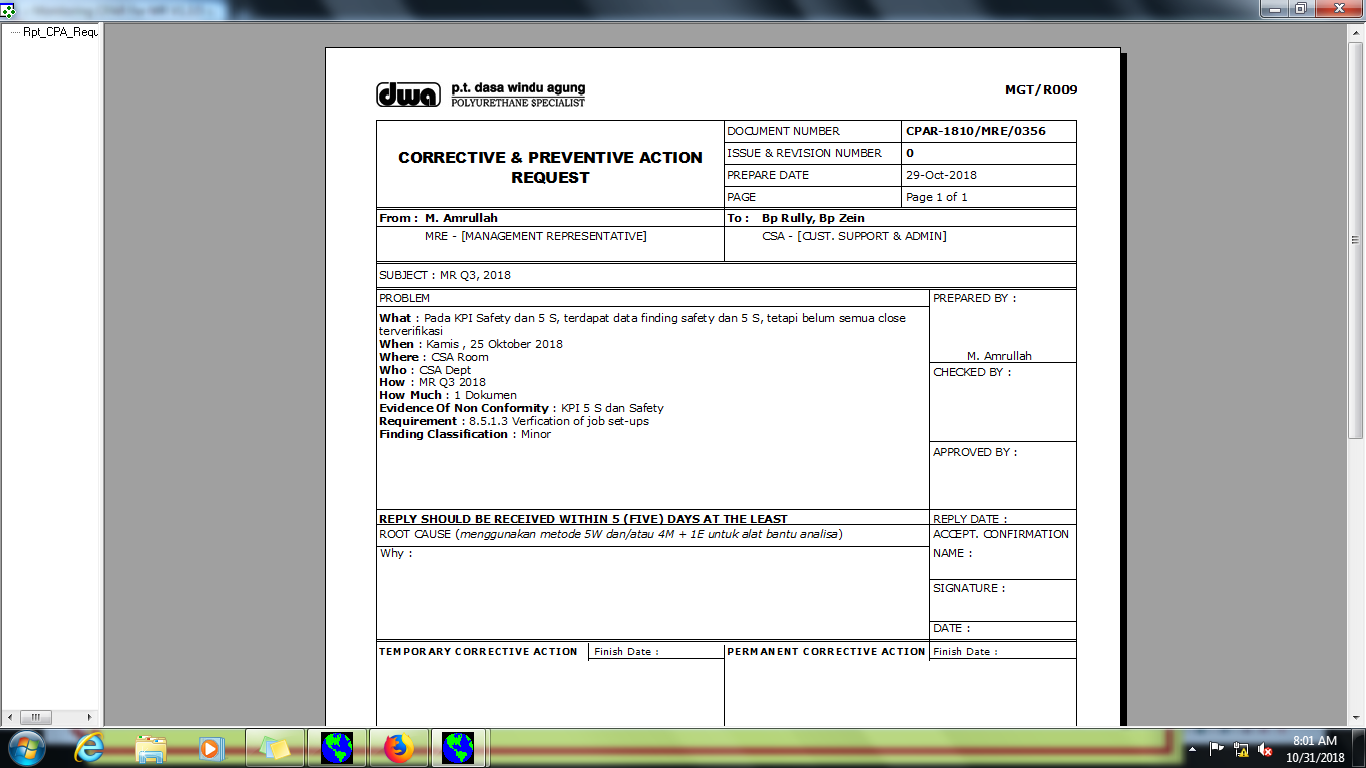 Rpt_CPA_Requ
dwa
p.t. dasa windu agung
POLYURETHANE SPECIALIST
MGT/R009
CORRECTIVE & PREVENTIVE ACTION
REQUEST
DOCUMENT NUMBER CPAR-1810/MRE/0356
ISSUE & REVISION NUMBER 0
PREPARE DATE 29-Oct-2018
PAGE Page 1 of 1
From : M. Amrullah
MRE - [MANAGEMENT REPRESENTATIVE]
To : Bp Rully, Bp Zein
CSA - [CUST. SUPPORT & ADMIN]
SUBJECT : MR Q3, 2018
PROBLEM
What : Pada KPI Safety dan 5 S, terdapat data finding safety dan 5 S, tetapi belum semua close
terverifikasi
When : Kamis , 25 Oktober 2018
Where : CSA Room
Who : CSA Dept
How : MR Q3 2018
How Much : 1 Dokumen
Evidence Of Non Conformity : KPI 5 S dan Safety
Requirement : 8.5.1.3 Verfication of job set-ups
Finding Classification : Minor
PREPARED BY :
M. Amrullah
CHECKED BY :
APPROVED BY :
REPLY SHOULD BE RECEIVED WITHIN 5 (FIVE) DAYS AT THE LEAST
REPLY DATE :
ROOT CAUSE (menggunakan metode 5W dan/atau 4M + 1E untuk alat bantu analisa)
Why :
ACCEPT. CONFIRMATION
NAME :
SIGNATURE :
DATE :
TEMPORARY CORRECTIVE ACTION Finish Date :
PERMANENT CORRECTIVE ACTION Finish Date :
8:01 AM
10/31/2018